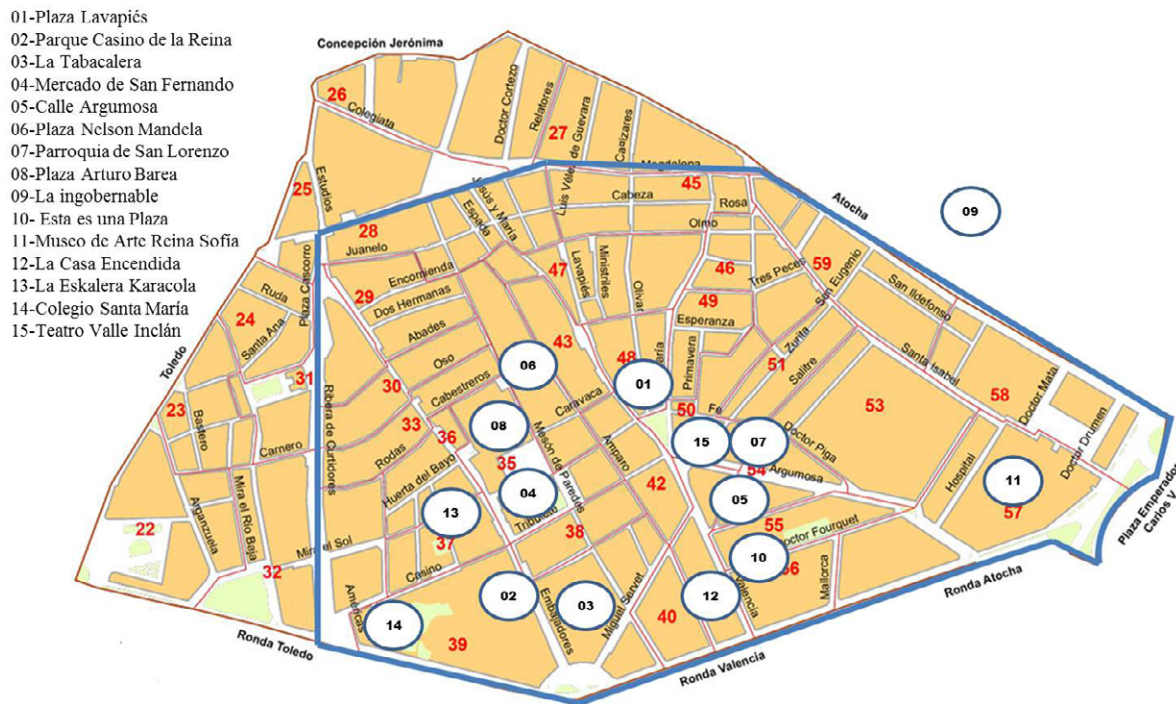 01-Plaza Lavapiés
02-Parque Casino de la Reina
03-La Tabacalera
04-Mercado de San Fernando
05-Calle Argumosa
06-Plaza Nelson Mandela
07-Parroquia de San Lorenzo
08-Plaza Arturo Barea
09-La ingobernable
10- Esta es una Plaza
11-Museo de Arte Reina Sofía
12-La Casa Encendida
13-La Eskalera Karacola
14-Colegio Santa María
15-Teatro Valle Inclán
Concepción Jerónima
26
Colegiata
Doctor Cortezo
Relatores
27
Luis Vélez de Guevara
Cañizares
Magdalena
45
25
Estudios
Jesús y María
Espada
Cabeza
Rosa
Atocha
09
28
Juanelo
Olmo
Plaza Cascorro
Encomienda
47
Lavapiés
Ministriles
Olivar
46
Tres Peces
59
San Eugenio
San Ildefonso
29
Dos Hermanas
Ruda
24
Santa Ana
Abades
49
Esperanza
43
48
Primavera
Zurita
51
Salitre
Santa Isabel
Toledo
31
30
Oso
06
01
Cabestreros
Ribera de Curtidores
23
Bastero
33
36
08
Caravaca
50
Fe
53
58
Doctor Mata
Doctor Drumen
Carnero
Rodas
35
Mesón de Paredes
Amparo
15
07
Doctor Piga
54
Argumosa
Huerta del Bayo
04
42
05
Hospital
11
57
Plaza Emperador
Carlos V
22
Arganzuela
Mira el Río Baja
13
37
Tribulete
38
55
Doctor Fourquet
Mira el Sol
32
Casino
10
Mallorca
Ronda Atocha
02
Embajadores
03
Miguel Servet
40
12
Valencia
Américas
14
39
Ronda Toledo
Ronda Valencia